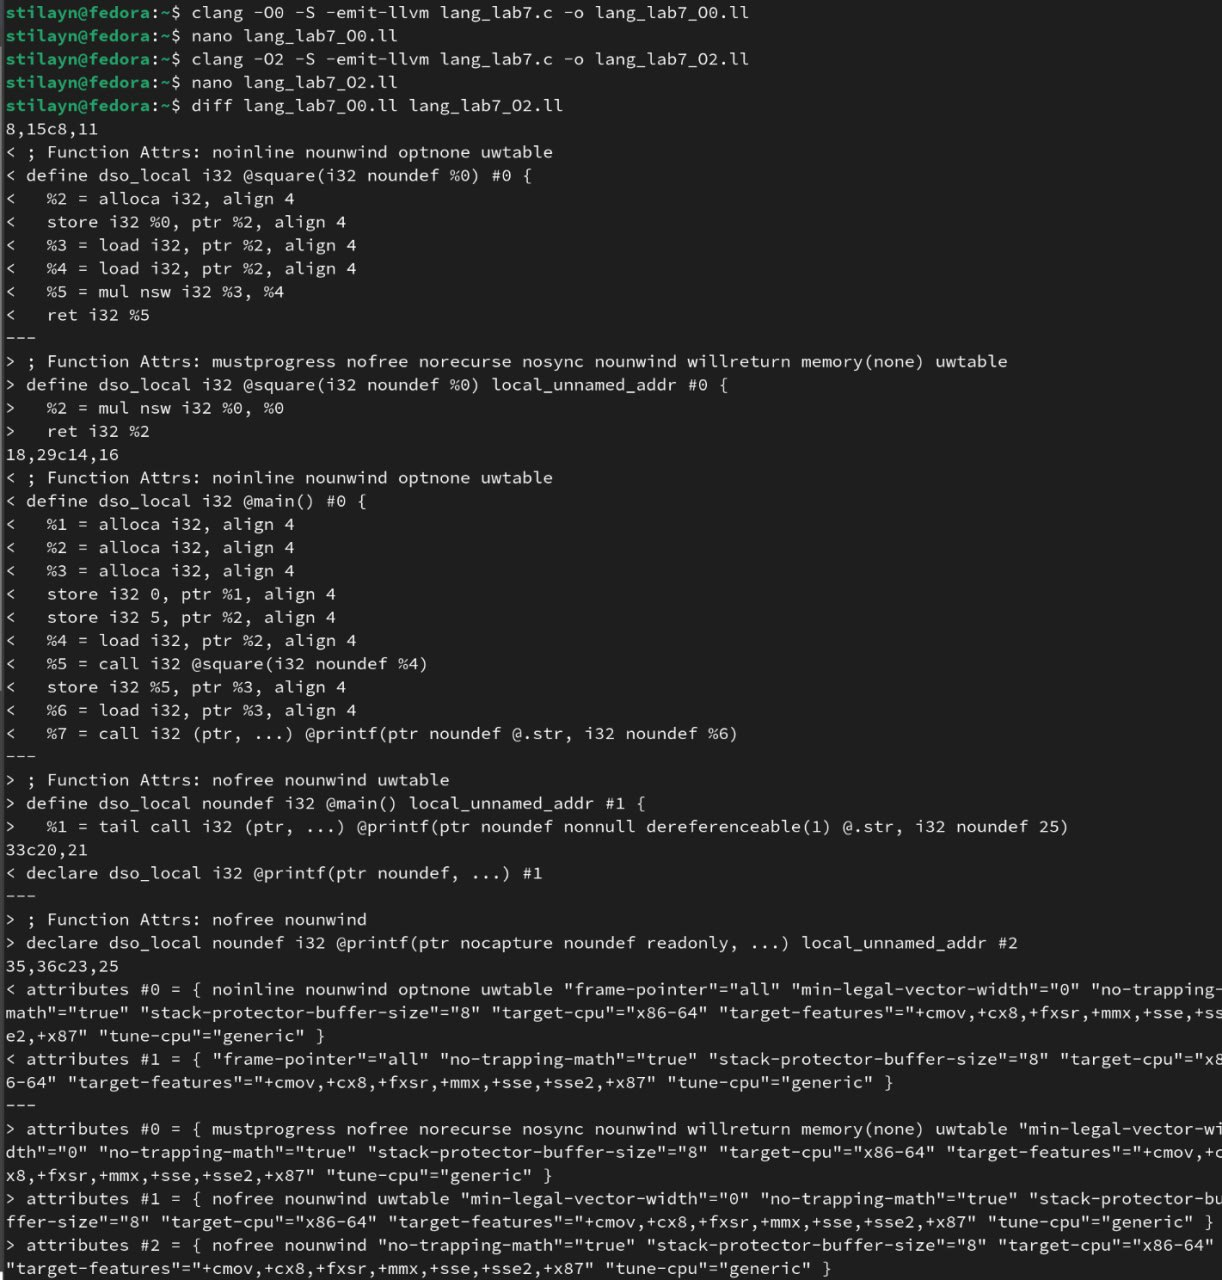 stilayn@fedora:~$ clang -O0 -S -emit-llvm lang_lab7.c -o lang_lab7_O0.ll
stilayn@fedora:~$ nano lang_lab7_O0.ll
stilayn@fedora:~$ clang -O2 -S -emit-llvm lang_lab7.c -o lang_lab7_O2.ll
stilayn@fedora:~$ nano lang_lab7_O2.ll
stilayn@fedora:~$ diff lang_lab7_O0.ll lang_lab7_O2.ll
8,15c8,11
< ; Function Attrs: noinline nounwind optnone uwtable
< define dso_local i32 @square(i32 noundef %0) #0 {
<   %2 = alloca i32, align 4
<   store i32 %0, ptr %2, align 4
<   %3 = load i32, ptr %2, align 4
<   %4 = load i32, ptr %2, align 4
<   %5 = mul nsw i32 %3, %4
<   ret i32 %5
---
> ; Function Attrs: mustprogress nofree norecurse nosync nounwind willreturn memory(none) uwtable
> define dso_local i32 @square(i32 noundef %0) local_unnamed_addr #0 {
>   %2 = mul nsw i32 %0, %0
>   ret i32 %2
18,29c14,16
< ; Function Attrs: noinline nounwind optnone uwtable
< define dso_local i32 @main() #0 {
<   %1 = alloca i32, align 4
<   %2 = alloca i32, align 4
<   %3 = alloca i32, align 4
<   store i32 0, ptr %1, align 4
<   store i32 5, ptr %2, align 4
<   %4 = load i32, ptr %2, align 4
<   %5 = call i32 @square(i32 noundef %4)
<   store i32 %5, ptr %3, align 4
<   %6 = load i32, ptr %3, align 4
<   %7 = call i32 (ptr, ...) @printf(ptr noundef @.str, i32 noundef %6)
---
> ; Function Attrs: nofree nounwind uwtable
> define dso_local noundef i32 @main() local_unnamed_addr #1 {
>   %1 = tail call i32 (ptr, ...) @printf(ptr noundef nonnull dereferenceable(1) @.str, i32 noundef 25)
33c20,21
< declare dso_local i32 @printf(ptr noundef, ...) #1
---
> ; Function Attrs: nofree nounwind
> declare dso_local noundef i32 @printf(ptr nocapture noundef readonly, ...) local_unnamed_addr #2
35,36c23,25
< attributes #0 = { noinline nounwind optnone uwtable "frame-pointer"="all" "min-legal-vector-width"="0" "no-trapping-
math"="true" "stack-protector-buffer-size"="8" "target-cpu"="x86-64" "target-features"="+cmov,+cx8,+fxsr,+mmx,+sse,+ss
e2,+x87" "tune-cpu"="generic" }
< attributes #1 = { "frame-pointer"="all" "no-trapping-math"="true" "stack-protector-buffer-size"="8" "target-cpu"="x8
6-64" "target-features"="+cmov,+cx8,+fxsr,+mmx,+sse,+sse2,+x87" "tune-cpu"="generic" }
---
> attributes #0 = { mustprogress nofree norecurse nosync nounwind willreturn memory(none) uwtable "min-legal-vector-wi
dth"="0" "no-trapping-math"="true" "stack-protector-buffer-size"="8" "target-cpu"="x86-64" "target-features"="+cmov,+c
x8,+fxsr,+mmx,+sse,+sse2,+x87" "tune-cpu"="generic" }
> attributes #1 = { nofree nounwind uwtable "min-legal-vector-width"="0" "no-trapping-math"="true" "stack-protector-bu
ffer-size"="8" "target-cpu"="x86-64" "target-features"="+cmov,+cx8,+fxsr,+mmx,+sse,+sse2,+x87" "tune-cpu"="generic" }
> attributes #2 = { nofree nounwind "no-trapping-math"="true" "stack-protector-buffer-size"="8" "target-cpu"="x86-64"
"target-features"="+cmov,+cx8,+fxsr,+mmx,+sse,+sse2,+x87" "tune-cpu"="generic" }